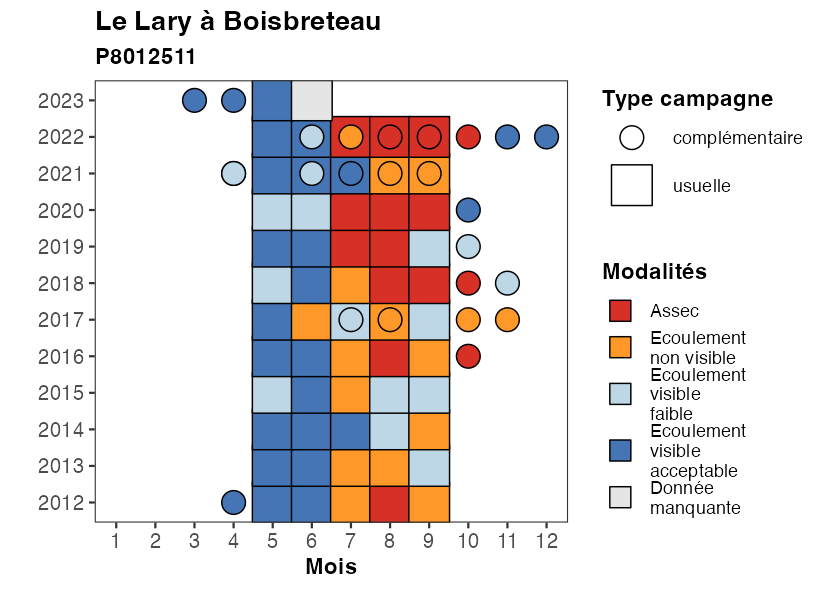 Le Lary à Boisbreteau
P8012511
2023
2022
2021
2020
2019
2018
2017
2016
2015
2014
2013
2012
1 2 3 4 5 6 7 8 9 10 11 12
Mois
Type campagne
complémentaire
usuelle
Modalités
Assec
Ecoulement
non visible
Ecoulement
visible
faible
Ecoulement
visible
acceptable
Donnée
manquante